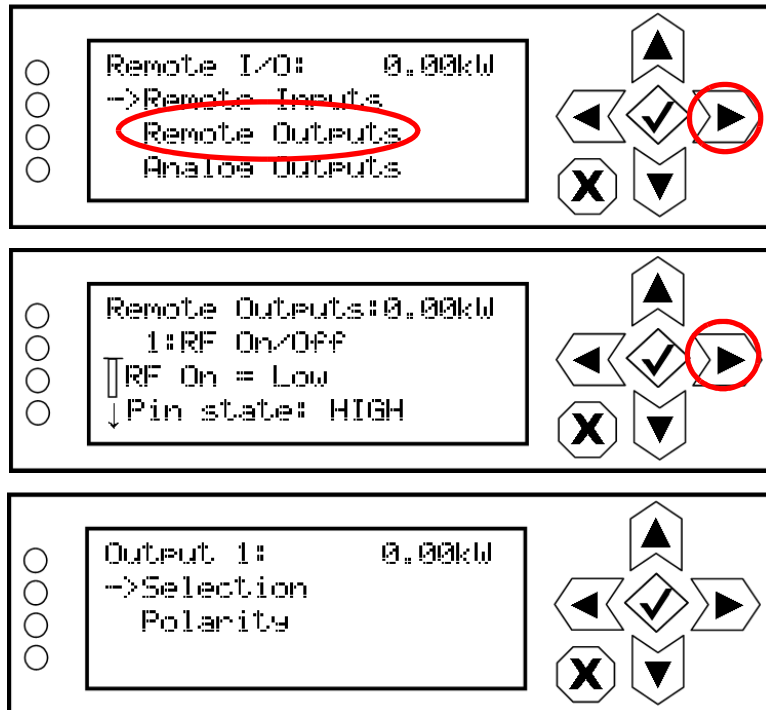 Remote I/O: 0.00kW
->Remote Inputs
Remote Outputs
Analog Outputs
X
Remote Outputs:0.00kW
1:RF On/Off
RF On = Low
↓Pin state: HIGH
X
Output 1: 0.00kW
->Selection
Polarity
X